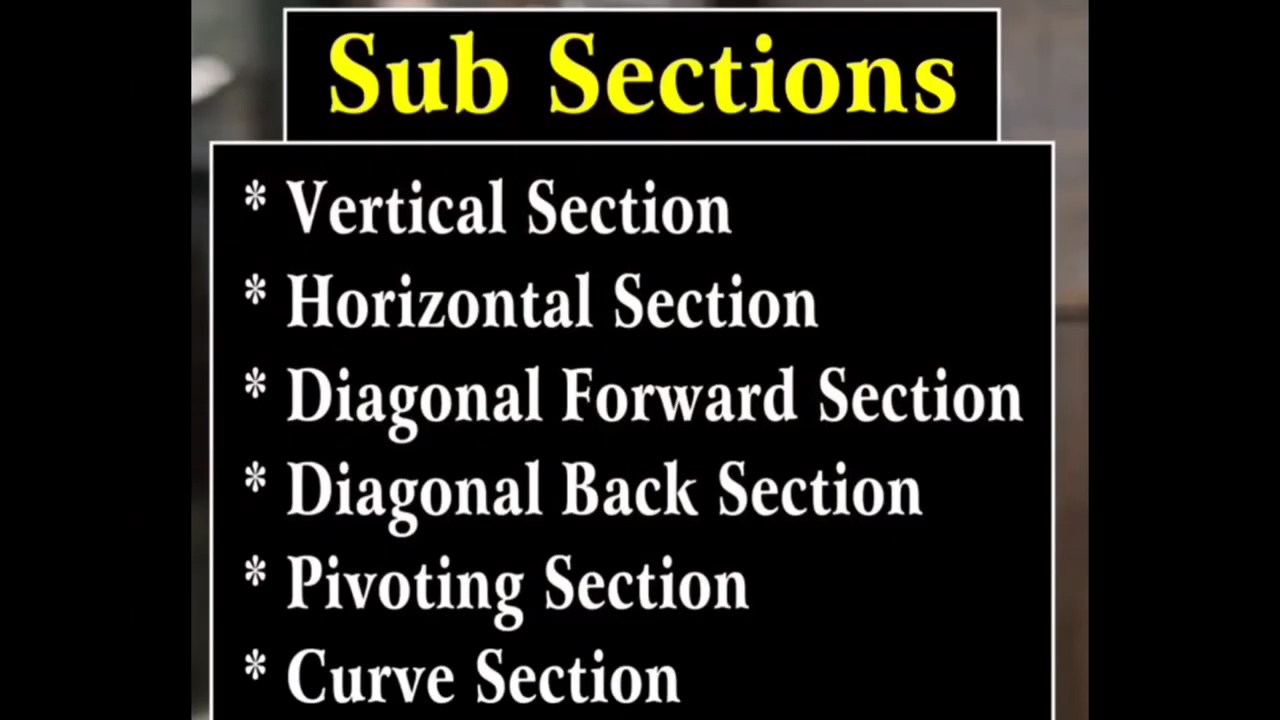 Sub Sections
* Vertical Section
* Horizontal Section
* Diagonal Forward Section
* Diagonal Back Section
* Pivoting Section
* Curve Section